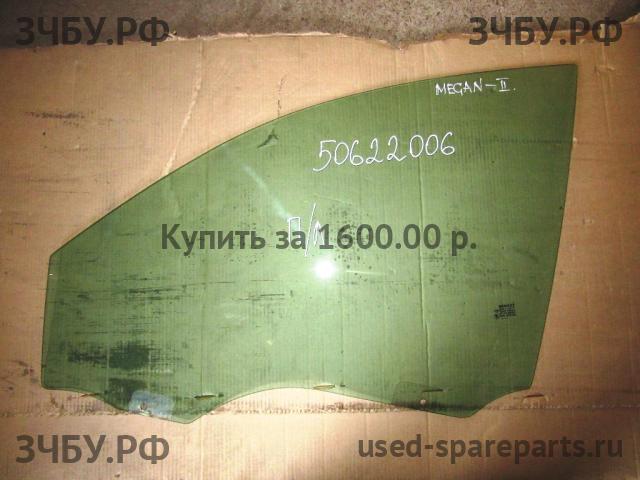 ЗЧБУ.РФ ЗЧБУ.РФ
MEGAN-II.
50622006
П/М
Купить за 1600.00 р.
ЗЧБУ.РФ used-spareparts.ru